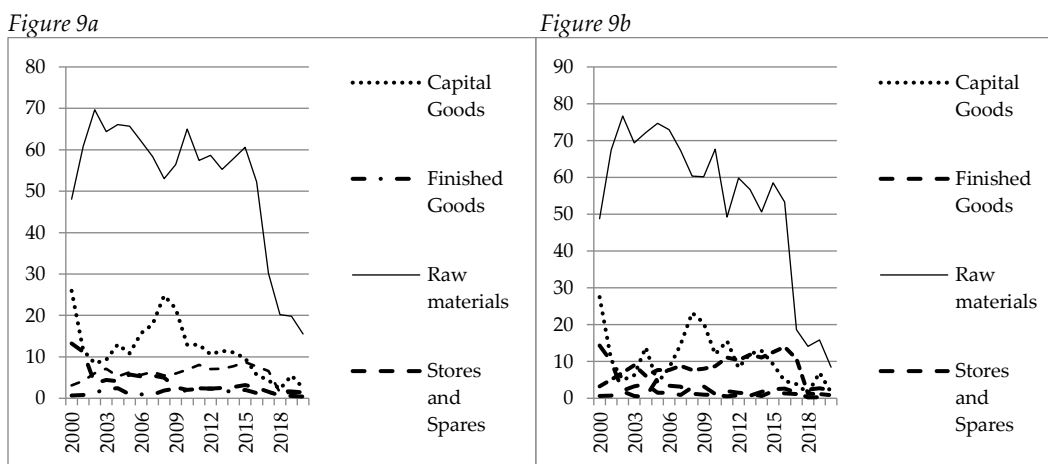 Figure 9a
80
70
60
50
40
30
20
10
0
2000
2003
2006
2009
2012
2015
2018
Capital
Goods
Finished
Goods
Raw
materials
Stores
and
Spares
Figure 9b
90
80
70
60
50
40
30
20
10
0
2000
2003
2006
2009
2012
2015
2018
Capital
Goods
Finished
Goods
Raw
materials
Stores
and
Spares